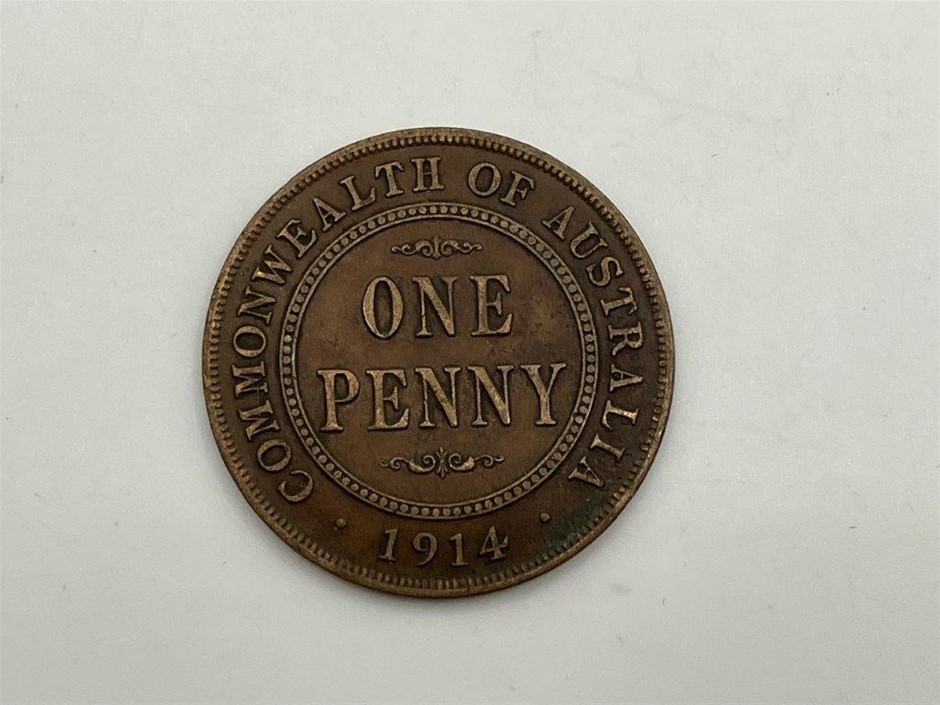 COMMONWEALTH OF AUSTRALIA
ONE
PENNY
1914